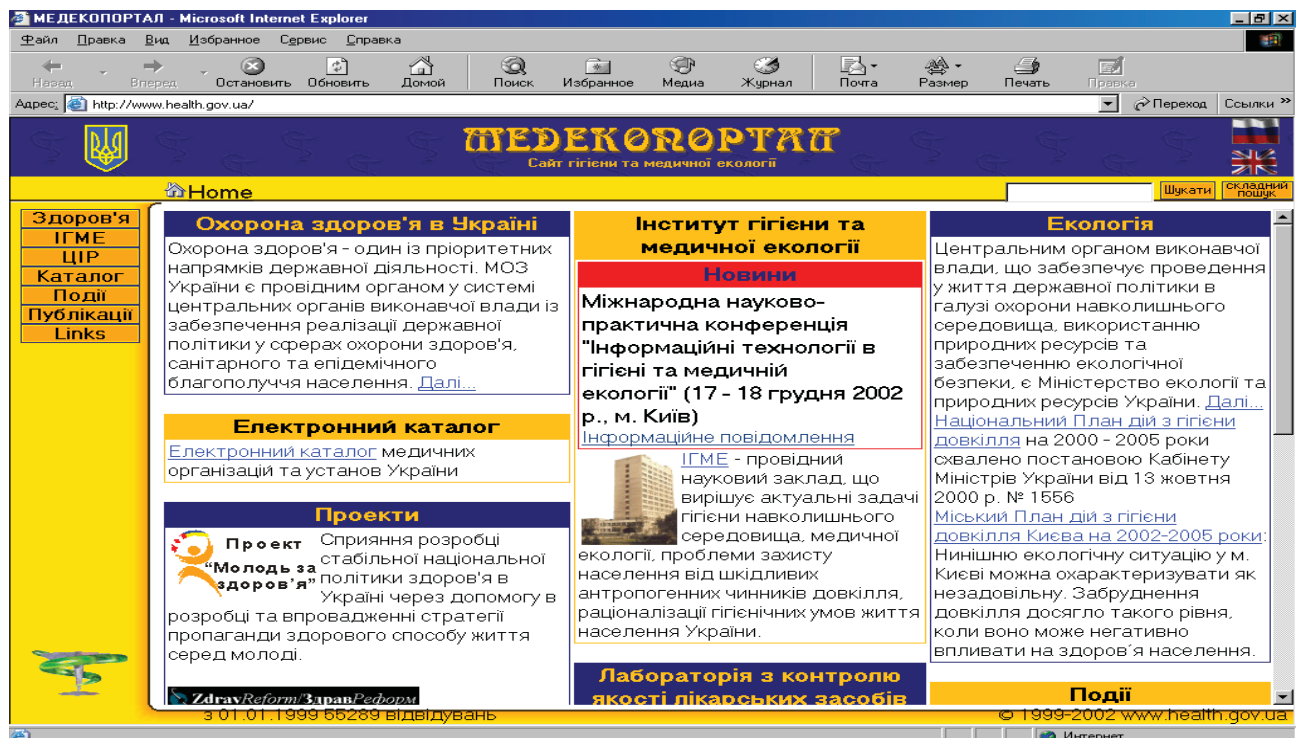 МЕДЕКОПОРТАЛ - Microsoft Internet Explorer
Файл Правка Вид Избранное Сервис Справка
Назад Вперед Остановить Обновить Домой Поиск Избранное Медиа Журнал Почта Размер Печать Правка
Адрес: http://www.health.gov.ua/ Переход Ссылки »
МЕДЕКОПОРТАЛ
Сайт гігієни та медичної екології
Home
Шукати
складний
пошук
Здоров'я
ІГМЕ
ЦІР
Каталог
Події
Публікації
Links
Охорона здоров'я в Україні
Охорона здоров'я - один із пріоритетних
напрямків державної діяльності. МОЗ
України є провідним органом у системі
центральних органів виконавчої влади із
забезпечення реалізації державної
політики у сферах охорони здоров'я,
санітарного та епідемічного
благополуччя населення. Далі...
Електронний каталог
Електронний каталог медичних
організацій та установ України
Проекти
Проект
“Молодь за
здоров’я”
Сприяння розробці
стабільної національної
політики здоров'я в
Україні через допомогу в
розробці та впровадженні стратегії
пропаганди здорового способу життя
серед молоді.
ZdravReform/ЗдравРеформ
Інститут гігієни та
медичної екології
Новини
Міжнародна науково-
практична конференція
"Інформаційні технології в
гігієні та медичній
екології" (17 - 18 грудня 2002
р., м. Київ)
Інформаційне повідомлення
ІГМЕ - провідний
науковий заклад, що
вирішує актуальні задачі
гігієни навколишнього
середовища, медичної
екології, проблеми захисту
населення від шкідливих
антропогенних чинників довкілля,
раціоналізації гігієнічних умов життя
населення України.
Лабораторія з контролю
якості лікарських засобів
Екологія
Центральним органом виконавчої
влади, що забезпечує проведення
у життя державної політики в
галузі охорони навколишнього
середовища, використанню
природних ресурсів та
забезпеченню екологічної
безпеки, є Міністерство екології та
природних ресурсів України. Далі...
Національний План дій з гігієни
довкілля на 2000 - 2005 роки
схвалено постановою Кабінету
Міністрів України від 13 жовтня
2000 р. № 1556
Міський План дій з гігієни
довкілля Києва на 2002-2005 роки:
Нинішню екологічну ситуацію у м.
Києві можна охарактеризувати як
незадовільну. Забруднення
довкілля досягло такого рівня,
коли воно може негативно
впливати на здоров´я населення.
Події
з 01.01.1999 55289 відвідувань
© 1999-2002 www.health.gov.ua
Интернет